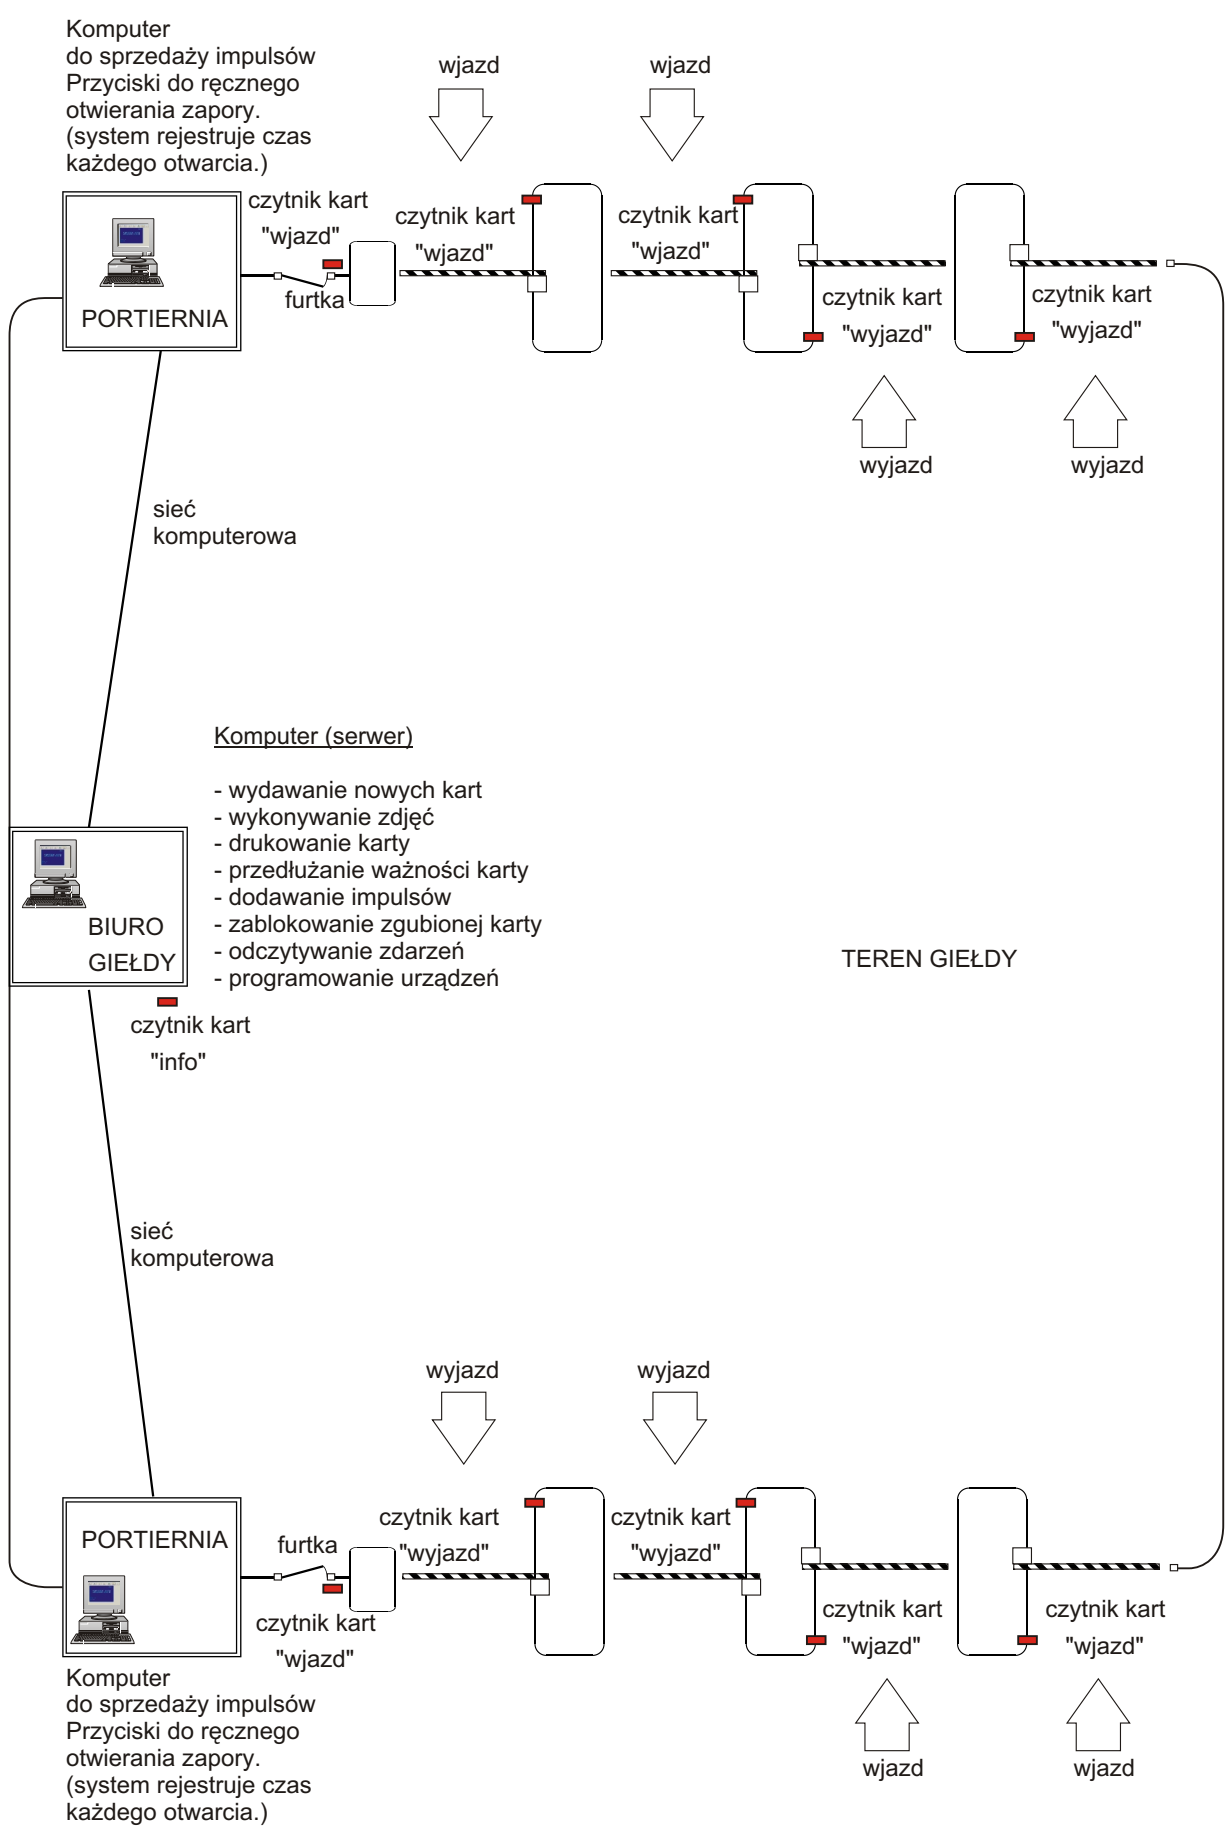 Komputer
do sprzedaży impulsów
Przyciski do ręcznego
otwierania zapory.
(system rejestruje czas
każdego otwarcia.)
wjazd
wjazd
czytnik kart
"wjazd"
czytnik kart
"wjazd"
czytnik kart
"wjazd"
PORTIERNIA
furtka
czytnik kart
"wyjazd"
czytnik kart
"wyjazd"
wyjazd
wyjazd
sieć
komputerowa
Komputer (serwer)
- wydawanie nowych kart
- wykonywanie zdjęć
- drukowanie karty
- przedłużanie ważności karty
- dodawanie impulsów
- zablokowanie zgubionej karty
- odczytywanie zdarzeń
- programowanie urządzeń
BIURO
GIEŁDY
TEREN GIEŁDY
czytnik kart
"info"
sieć
komputerowa
wyjazd
wyjazd
czytnik kart
"wyjazd"
czytnik kart
"wyjazd"
PORTIERNIA
furtka
czytnik kart
"wjazd"
czytnik kart
"wjazd"
czytnik kart
"wjazd"
Komputer
do sprzedaży impulsów
Przyciski do ręcznego
otwierania zapory.
(system rejestruje czas
każdego otwarcia.)
wjazd
wjazd